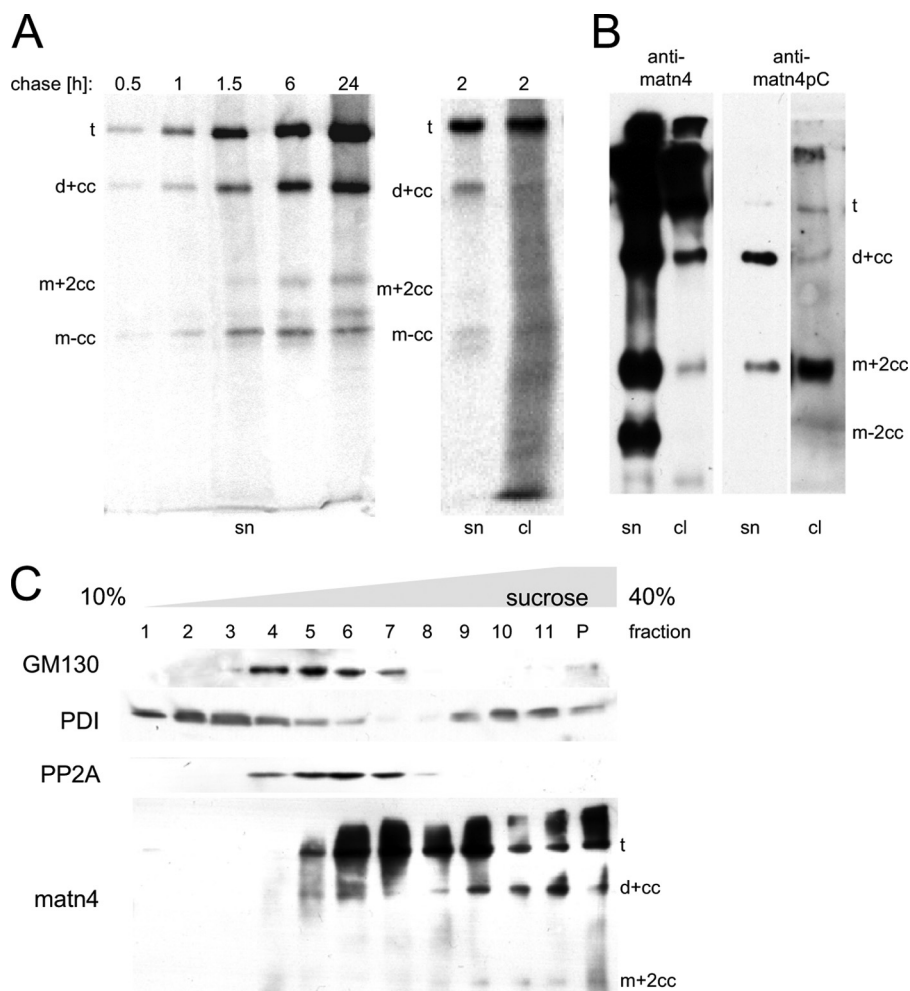 A
chase [h]: 0.5 1 1.5 6 24
2 2
t
d+cc
m+2cc
m-cc
t
d+cc
m+2cc
m-cc
sn
sn cl
B
anti-
matn4
anti-
matn4pC
t
d+cc
m+2cc
m-2cc
sn cl sn cl
C
10% sucrose 40%
1 2 3 4 5 6 7 8 9 10 11 P fraction
GM130
PDI
PP2A
matn4
t
d+cc
m+2cc